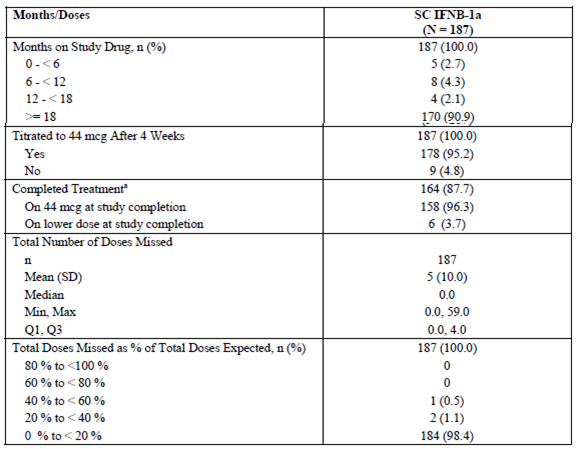 Months/Doses SC IFNB-1a
(N = 187)
Months on Study Drug, n (%) 187 (100.0)
0 - < 6 5 (2.7)
6 - < 12 8 (4.3)
12 - < 18 4 (2.1)
>= 18 170 (90.9)
Titrated to 44 mcg After 4 Weeks 187 (100.0)
Yes 178 (95.2)
No 9 (4.8)
Completed Treatmentᵃ 164 (87.7)
On 44 mcg at study completion 158 (96.3)
On lower dose at study completion 6 (3.7)
Total Number of Doses Missed
n 187
Mean (SD) 5 (10.0)
Median 0.0
Min, Max 0.0, 59.0
Q1, Q3 0.0, 4.0
Total Doses Missed as % of Total Doses Expected, n (%) 187 (100.0)
80 % to <100 % 0
60 % to < 80 % 0
40 % to < 60 % 1 (0.5)
20 % to < 40 % 2 (1.1)
0 % to < 20 % 184 (98.4)